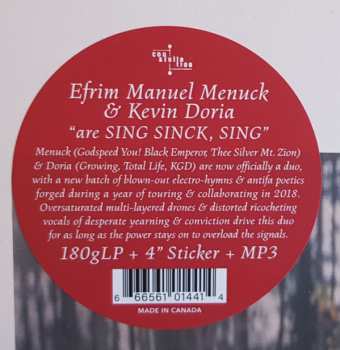 con
stella
tion
Efrim Manuel Menuck
& Kevin Doria
“are SING SINCK, SING”
Menuck (Godspeed You! Black Emperor, Thee Silver Mt. Zion)
& Doria (Growing, Total Life, KGD) are now officially a duo,
with a new batch of blown-out electro-hymns & antifa poetics
forged during a year of touring & collaborating in 2018.
Oversaturated multi-layered drones & distorted ricocheting
vocals of desperate yearning & conviction drive this duo
for as long as the power stays on to overload the signals.
180gLP + 4” Sticker + MP3
6 66561 01441 4
MADE IN CANADA